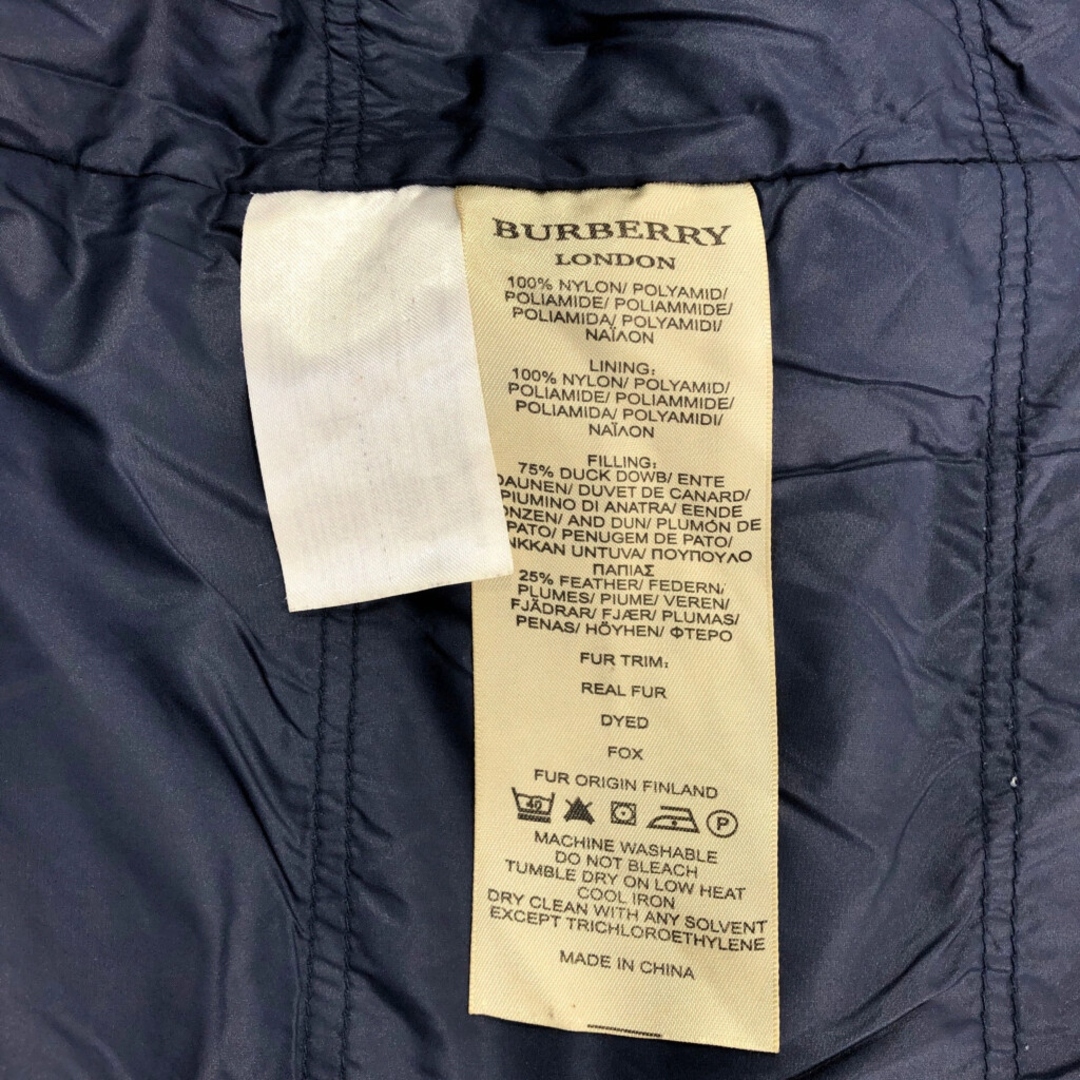 BURBERRY
LONDON
100% NYLON/ POLYAMID/
POLIAMIDE/ POLIAMMIDE/
POLIAMIDA/ POLYAMIDI/
ΝΑΪΛΟΝ
LINING:
100% NYLON/ POLYAMID/
POLIAMIDE/ POLIAMMIDE/
POLIAMIDA/ POLYAMIDI/
ΝΑΪΛΟΝ
FILLING:
75% DUCK DOWB/ ENTE
DAUNEN/ DUVET DE CANARD/
PIUMINO DI ANATRA/ EENDE
ONZEN/ AND DUN/ PLUMÓN DE
PATO/ PENUGEM DE PATO/
NKKAN UNTUVA/ ΠΟΥΠΟΥΛΟ
ΠΑΠΙΑΣ
25% FEATHER/ FEDERN/
PLUMES/ PIUME/ VEREN/
FJÄDRAR/ FJÆR/ PLUMAS/
PENAS/ HÖYHEN/ ΦΤΕΡΟ
FUR TRIM:
REAL FUR
DYED
FOX
FUR ORIGIN FINLAND
40 P
MACHINE WASHABLE
DO NOT BLEACH
TUMBLE DRY ON LOW HEAT
COOL IRON
DRY CLEAN WITH ANY SOLVENT
EXCEPT TRICHLOROETHYLENE
MADE IN CHINA